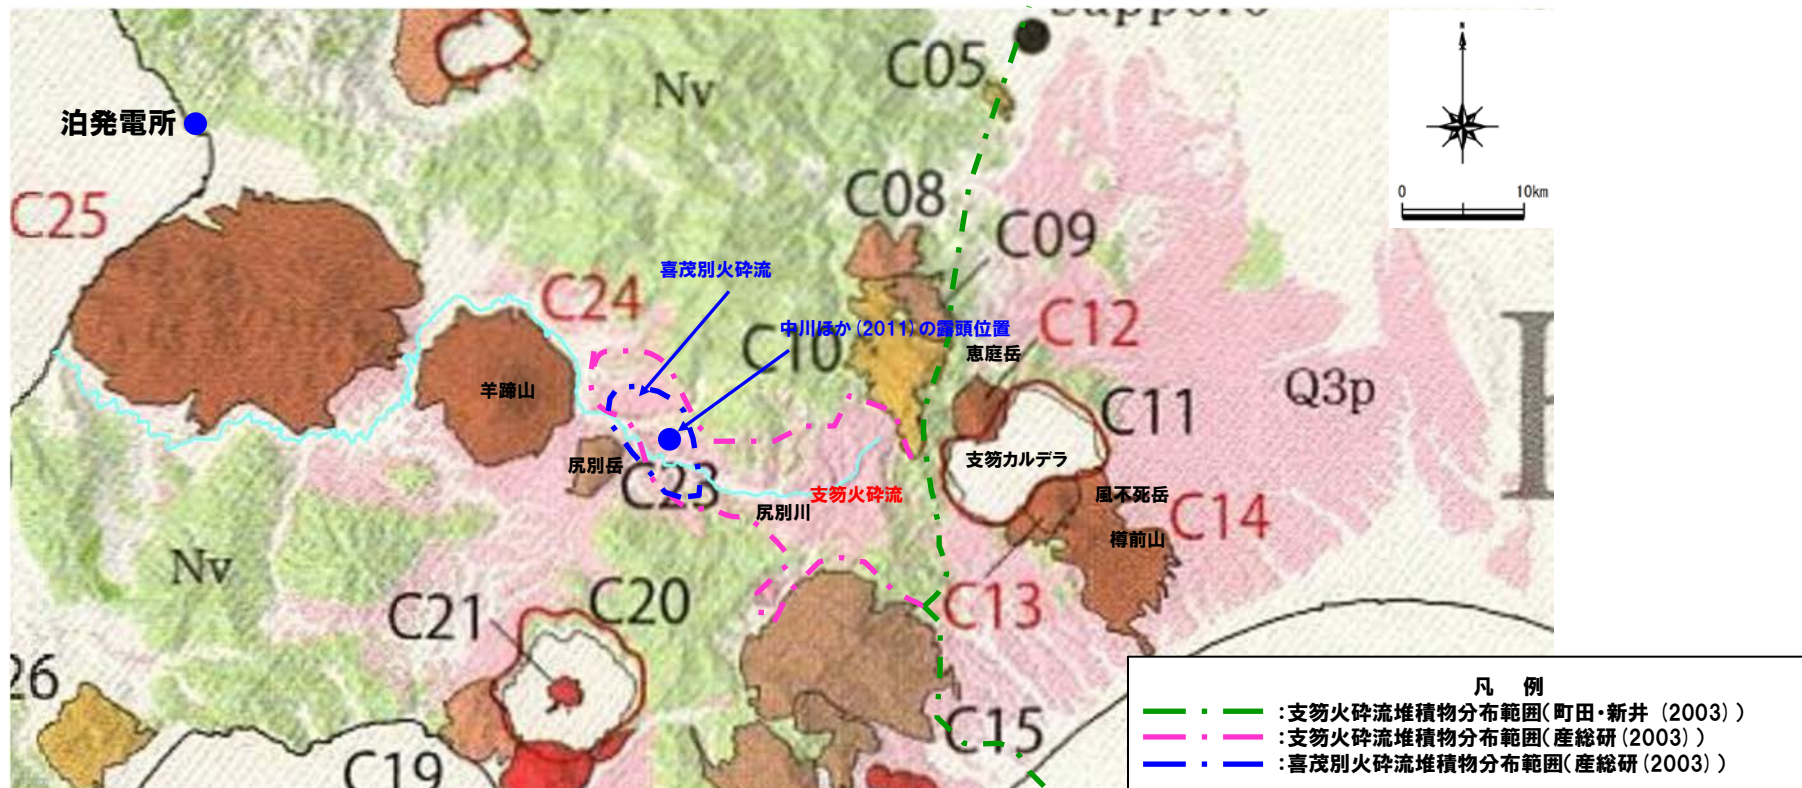 Sapporo
C05
Nv
泊発電所
N
0 10km
C08
C25
C09
喜茂別火砕流
C24
中川ほか(2011)の露頭位置
C12
C10
恵庭岳
羊蹄山
Q3p
C11
支笏カルデラ
尻別岳
C23
支笏火砕流
風不死岳
尻別川
C14
樽前山
Nv
C20
C21
C13
26
C15
C19
凡 例
:支笏火砕流堆積物分布範囲(町田・新井 (2003))
:支笏火砕流堆積物分布範囲(産総研(2003))
:喜茂別火砕流堆積物分布範囲(産総研(2003))